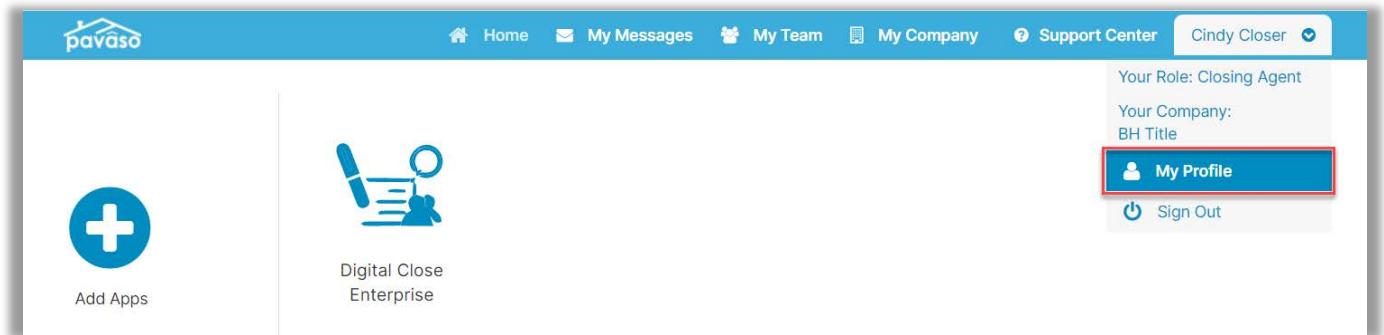 pavaso
Home My Messages My Team My Company Support Center Cindy Closer
Your Role: Closing Agent
Your Company:
BH Title
My Profile
Sign Out
Add Apps
Digital Close
Enterprise